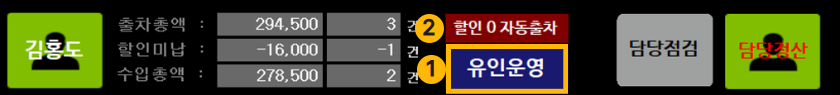 김홍도
출차총액 : 294,500 3 건
할인미납 : -16,000 -1 건
수입총액 : 278,500 2 건
2 할인 0 자동출차
1 유인운영
담당점검
담당정산